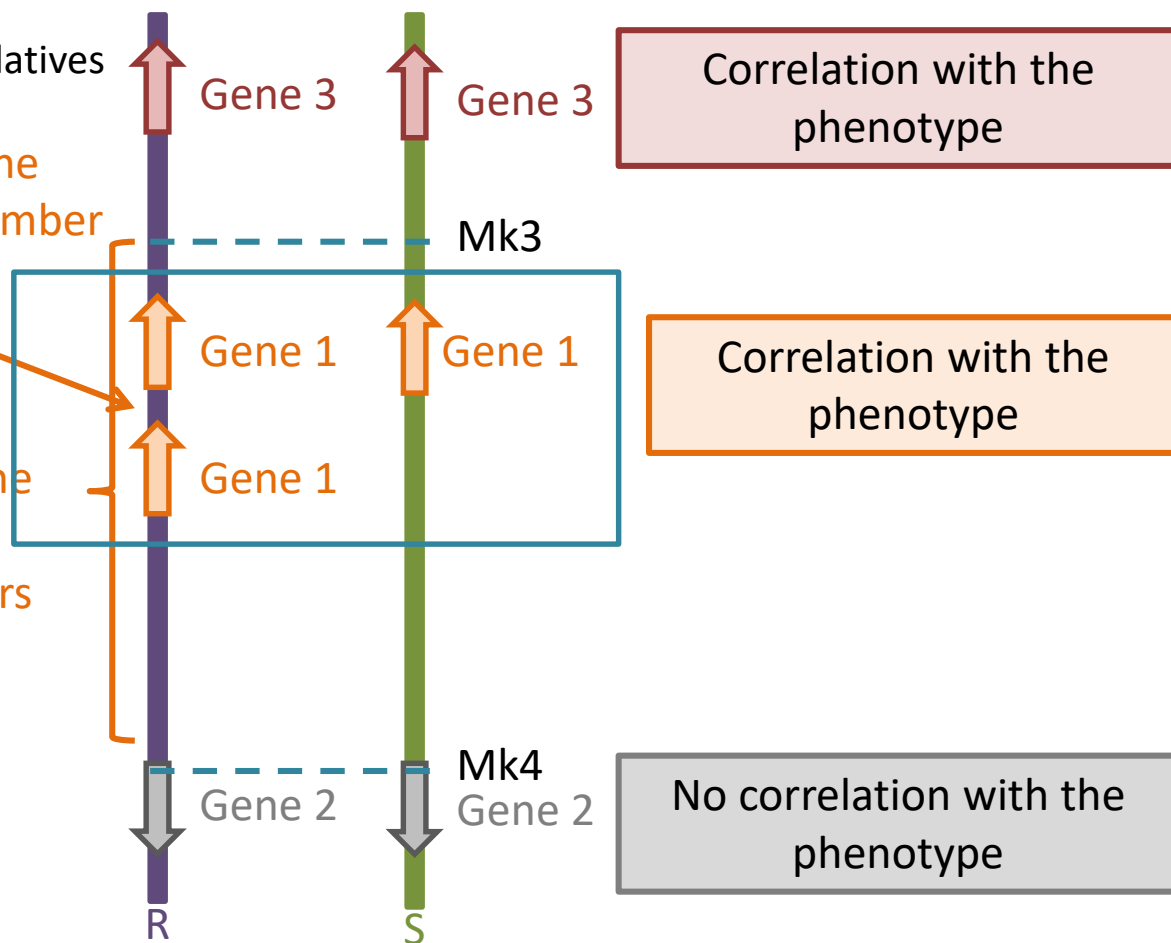 latives
Gene 3
Gene 3
Correlation with the
phenotype
ne
mber
Mk3
Gene 1
Gene 1
Correlation with the
phenotype
Gene 1
ne
rs
Mk4
Gene 2
Gene 2
No correlation with the
phenotype
R
S